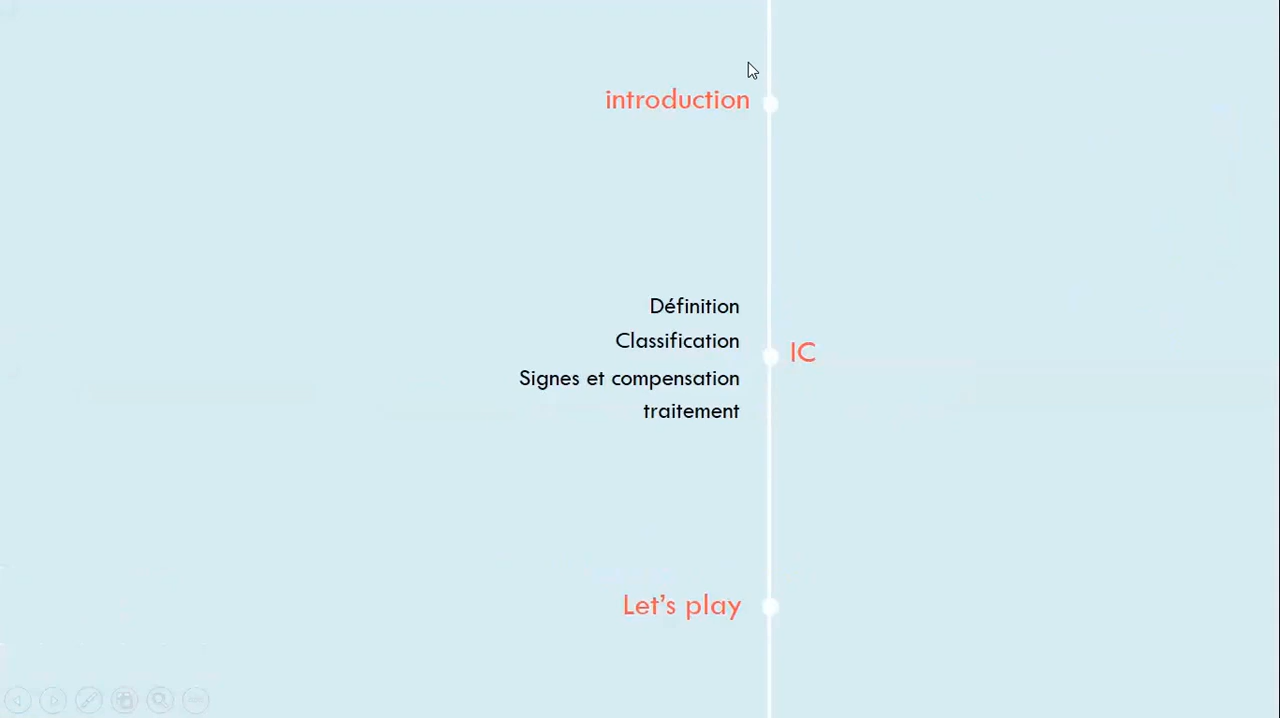 introduction
Définition
Classification
Signes et compensation
traitement
IC
Let's play